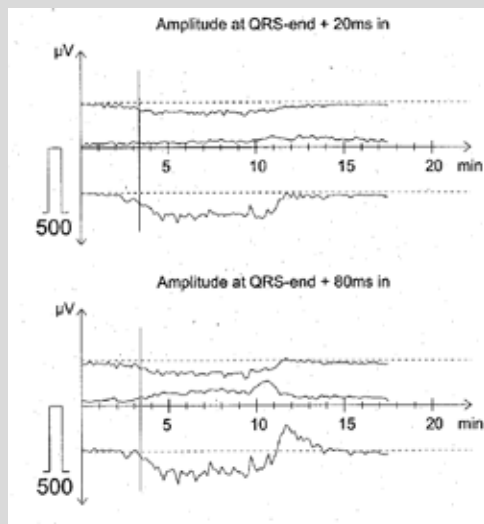 Amplitude at QRS-end + 20ms in
µV
5 10 15 20 min
500
Amplitude at QRS-end + 80ms in
µV
5 10 15 20 min
500